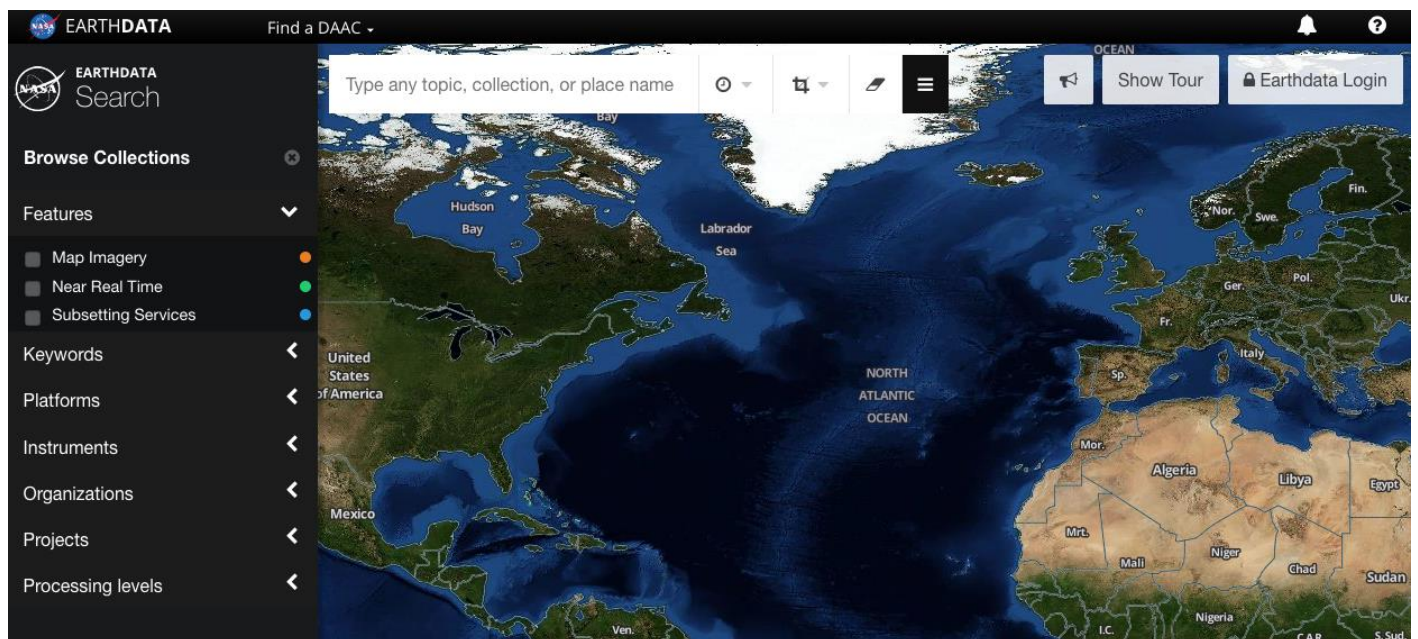 EARTHDATA
Find a DAAC
OCEAN
EARTHDATA
Search
Type any topic, collection, or place name
Show Tour
Earthdata Login
Browse Collections
Features
Map Imagery
Near Real Time
Subsetting Services
Keywords
Platforms
Instruments
Organizations
Projects
Processing levels
Bay
Hudson
Bay
Labrador
Sea
Nor.
Swe.
Fin.
Ger.
Pol.
Ukr.
Fr.
Italy
Sp.
United
States
of America
NORTH
ATLANTIC
OCEAN
Mor.
Algeria
Libya
Egypt
Mexico
Mrt.
Mali
Niger
Chad
Sudan
Nigeria
Ven.
I.C.
C.A.R.
S. Sud.
NASA
NASA